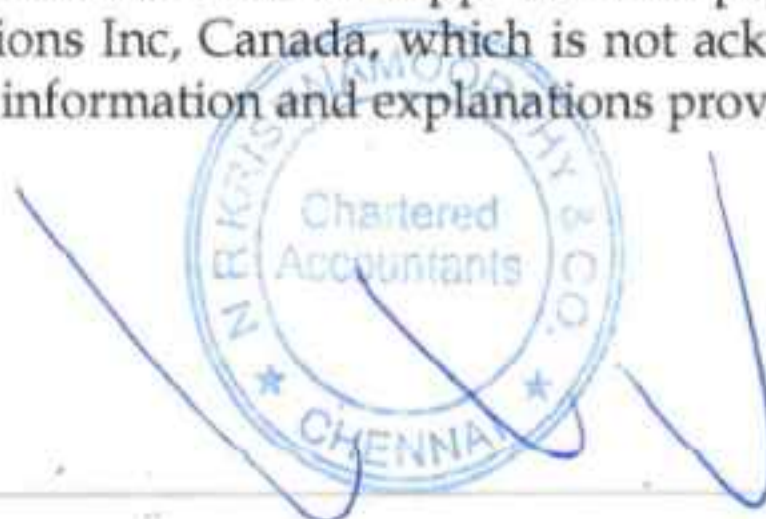 ions Inc, Canada, which is not ack
information and explanations prov
N R KRISHNAMOORTHY & CO.
Chartered
Accountants
★ CHENNAI ★